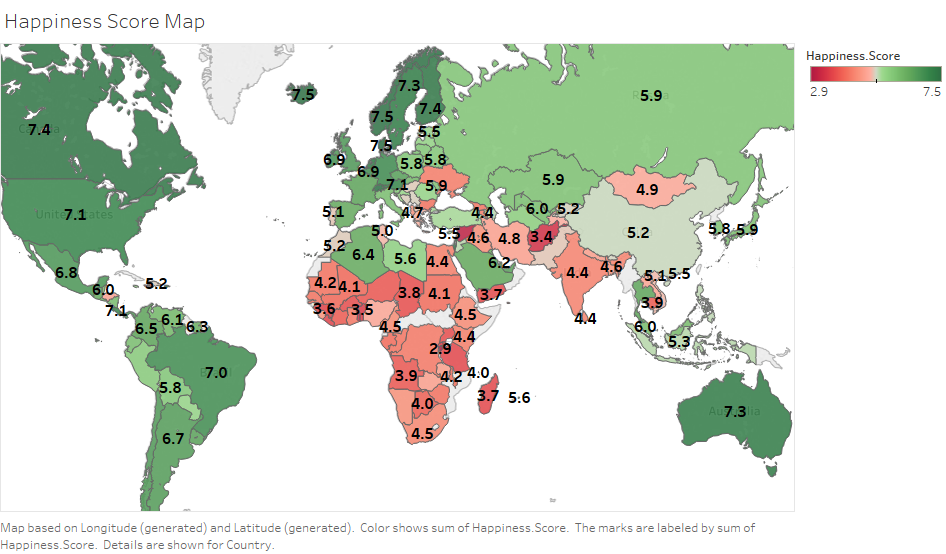 Happiness Score Map
Happiness.Score
2.9 7.5
7.5
7.3
7.5 7.4
5.5
7.4
7.5
6.9 5.8 5.8
6.9
7.1 5.9
5.9
5.9
4.9
7.1
United States
5.1 4.7 4.4 6.0 5.2
5.0 5.5 4.6 4.8 3.4 5.2 5.8 5.9
5.2 6.4 5.6 4.4 6.2
6.8
6.0 5.2
4.2 4.1 3.8 4.1 3.7 4.4 4.6 5.1 5.5
7.1 3.6 3.5 3.9
6.5 6.1 6.3 4.5 4.5 4.4 6.0
2.9 4.4 5.3
7.0
5.8 3.9 4.2 4.0
3.7 5.6
4.0
7.3
6.7 4.5
Map based on Longitude (generated) and Latitude (generated). Color shows sum of Happiness.Score. The marks are labeled by sum of
Happiness.Score. Details are shown for Country.